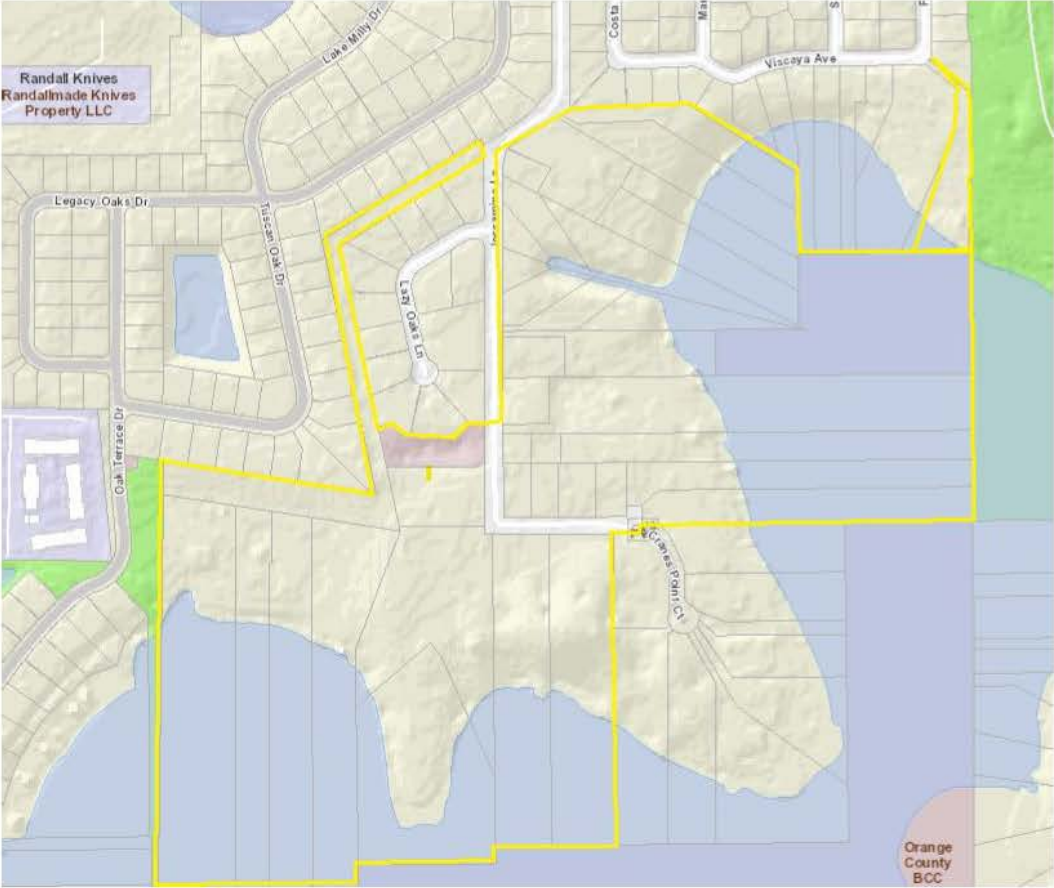 Costa
Mar
S
F
Lake Milly Dr
Viscaya Ave
Randall Knives
Randallmade Knives
Property LLC
Legacy Oaks Dr
Tuscan Oak Dr
Lazy Oaks Ln
Oak Terrace Dr
Cranes Point Ct
Orange
County
BCC